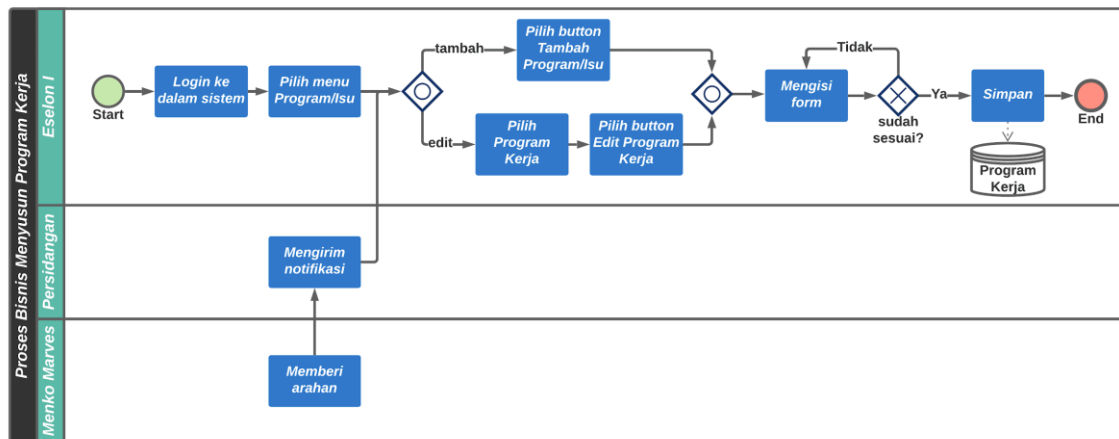 Proses Bisnis Menyusun Program Kerja
Eselon I
Start
Login ke
dalam sistem
Pilih menu
Program/Isu
tambah
Pilih button
Tambah
Program/Isu
edit
Pilih
Program
Kerja
Pilih button
Edit Program
Kerja
Mengisi
form
Tidak
sudah
sesuai?
Ya
Simpan
Program
Kerja
End
Persidangan
Mengirim
notifikasi
Menko Marves
Memberi
arahan